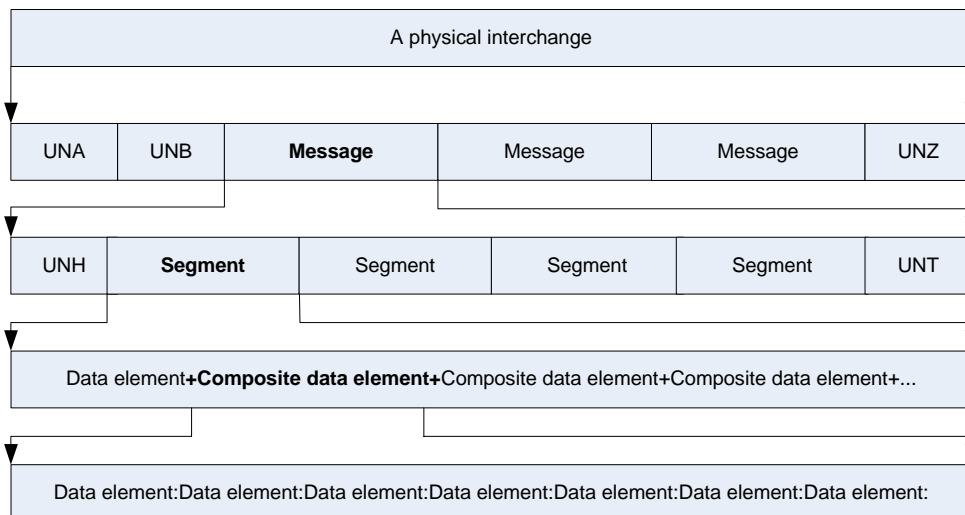 A physical interchange
UNA UNB Message Message Message UNZ
UNH Segment Segment Segment Segment UNT
Data element+Composite data element+Composite data element+Composite data element+...
Data element:Data element:Data element:Data element:Data element:Data element:Data element: